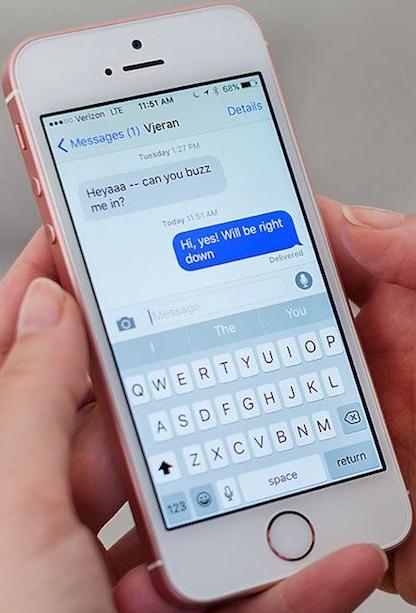 Verizon LTE 11:51 AM 68%
Messages (1) Vjeran Details
Tuesday 1:27 PM
Heyaaa -- can you buzz
me in?
Today 11:51 AM
Hi, yes! Will be right
down
Delivered
Message
I The You
Q W E R T Y U I O P
A S D F G H J K L
Z X C V B N M
123 space return